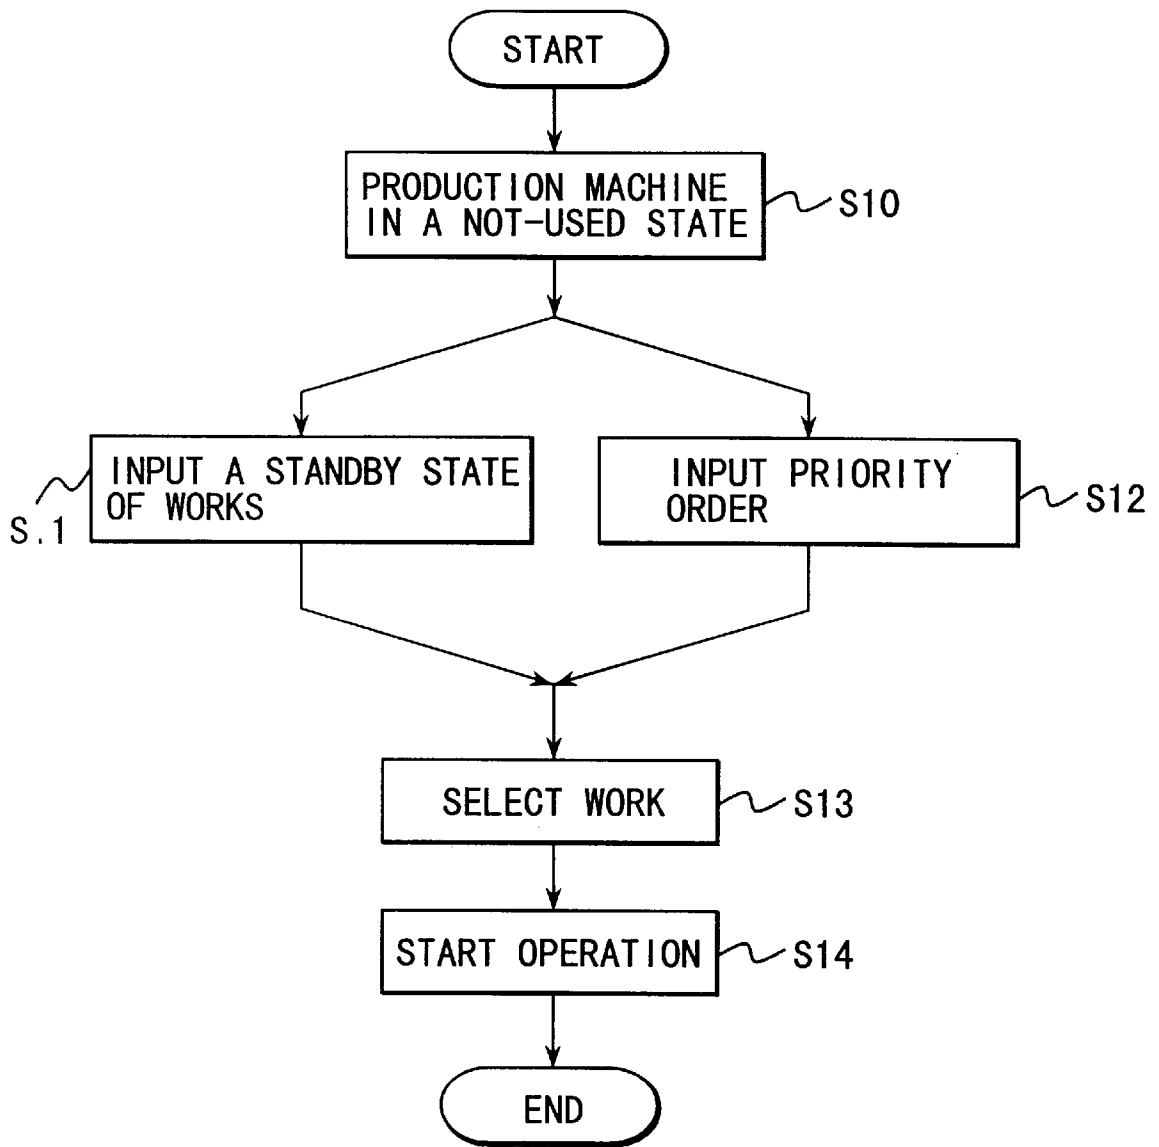 START
PRODUCTION MACHINE
IN A NOT-USED STATE
S10
INPUT A STANDBY STATE
OF WORKS
S.1
INPUT PRIORITY
ORDER
S12
SELECT WORK
S13
START OPERATION
S14
END